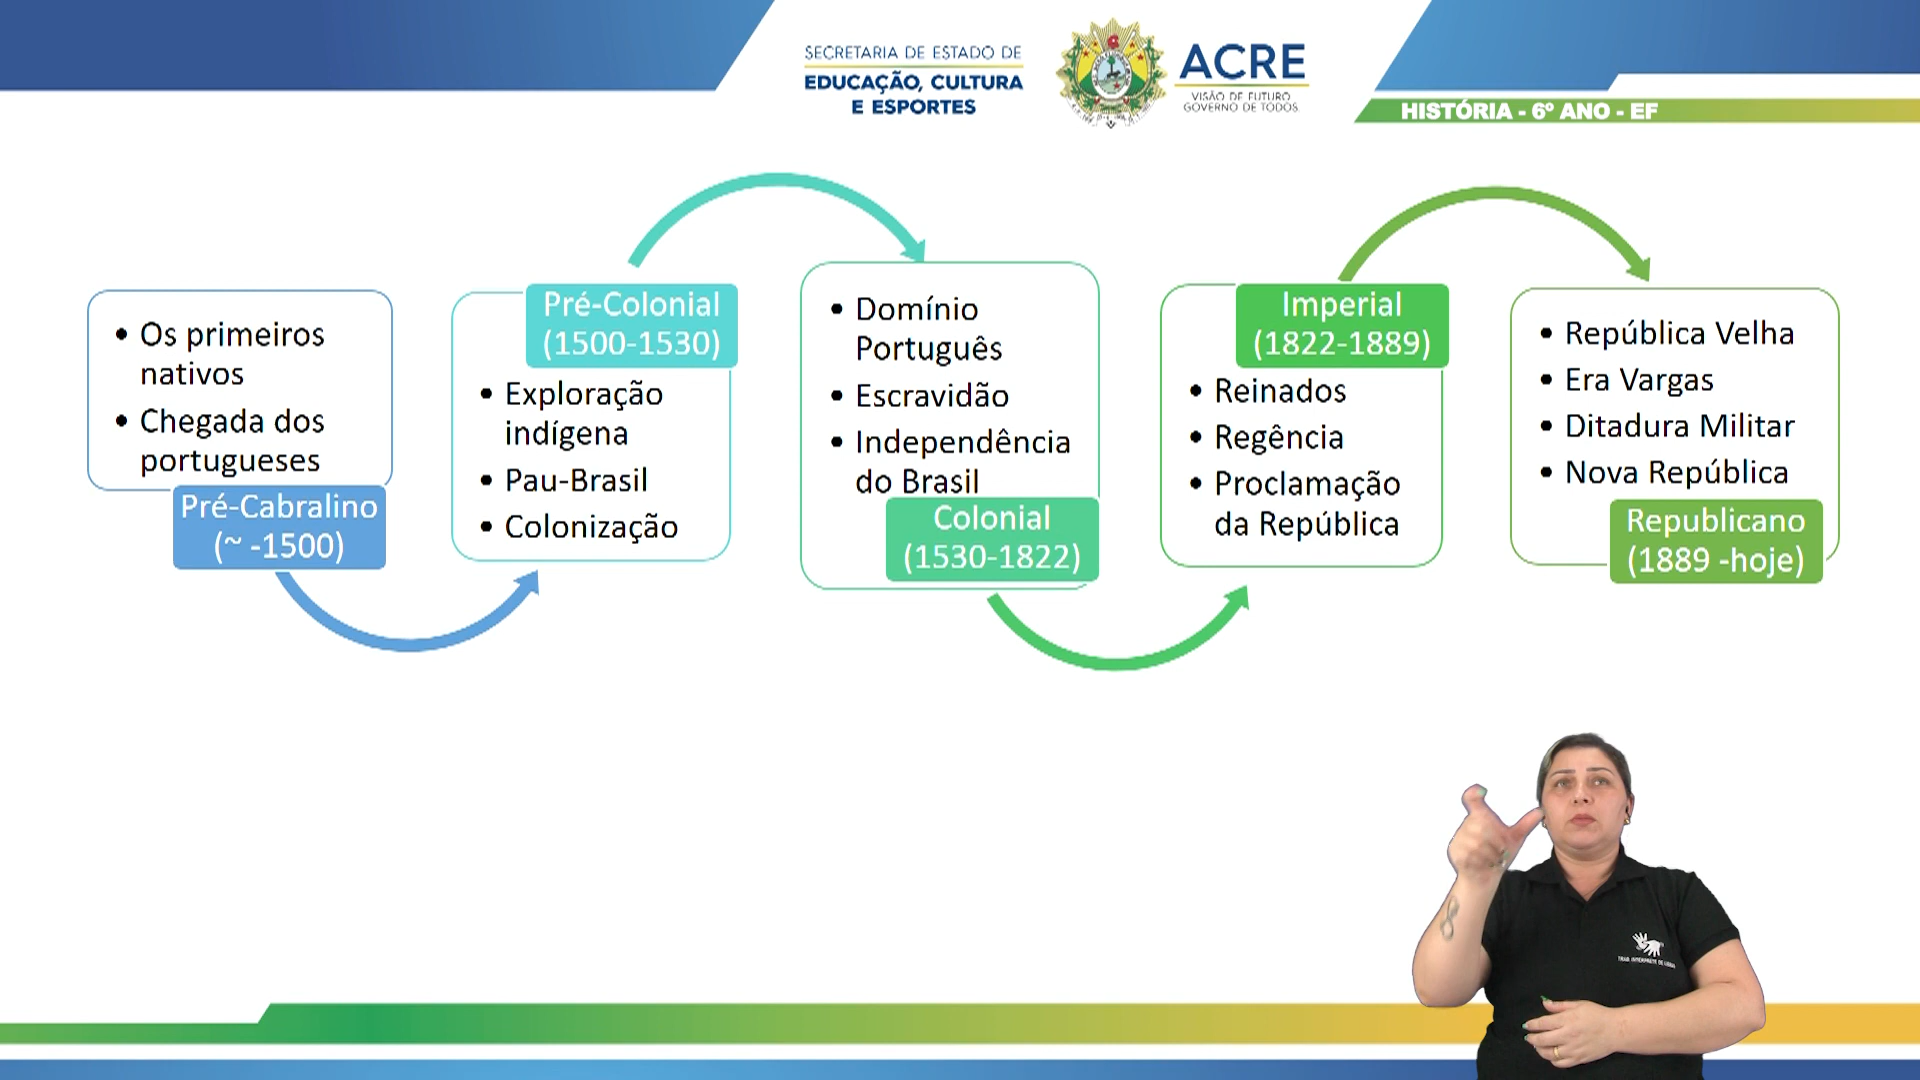 SECRETARIA DE ESTADO DE
EDUCAÇÃO, CULTURA
E ESPORTES
ACRE
VISÃO DE FUTURO
GOVERNO DE TODOS
HISTÓRIA - 6º ANO - EF
• Os primeiros
nativos
• Chegada dos
portugueses
Pré-Cabralino
(~ -1500)
Pré-Colonial
(1500-1530)
• Exploração
indígena
• Pau-Brasil
• Colonização
• Domínio
Português
• Escravidão
• Independência
do Brasil
Colonial
(1530-1822)
Imperial
(1822-1889)
• Reinados
• Regência
• Proclamação
da República
• República Velha
• Era Vargas
• Ditadura Militar
• Nova República
Republicano
(1889 -hoje)